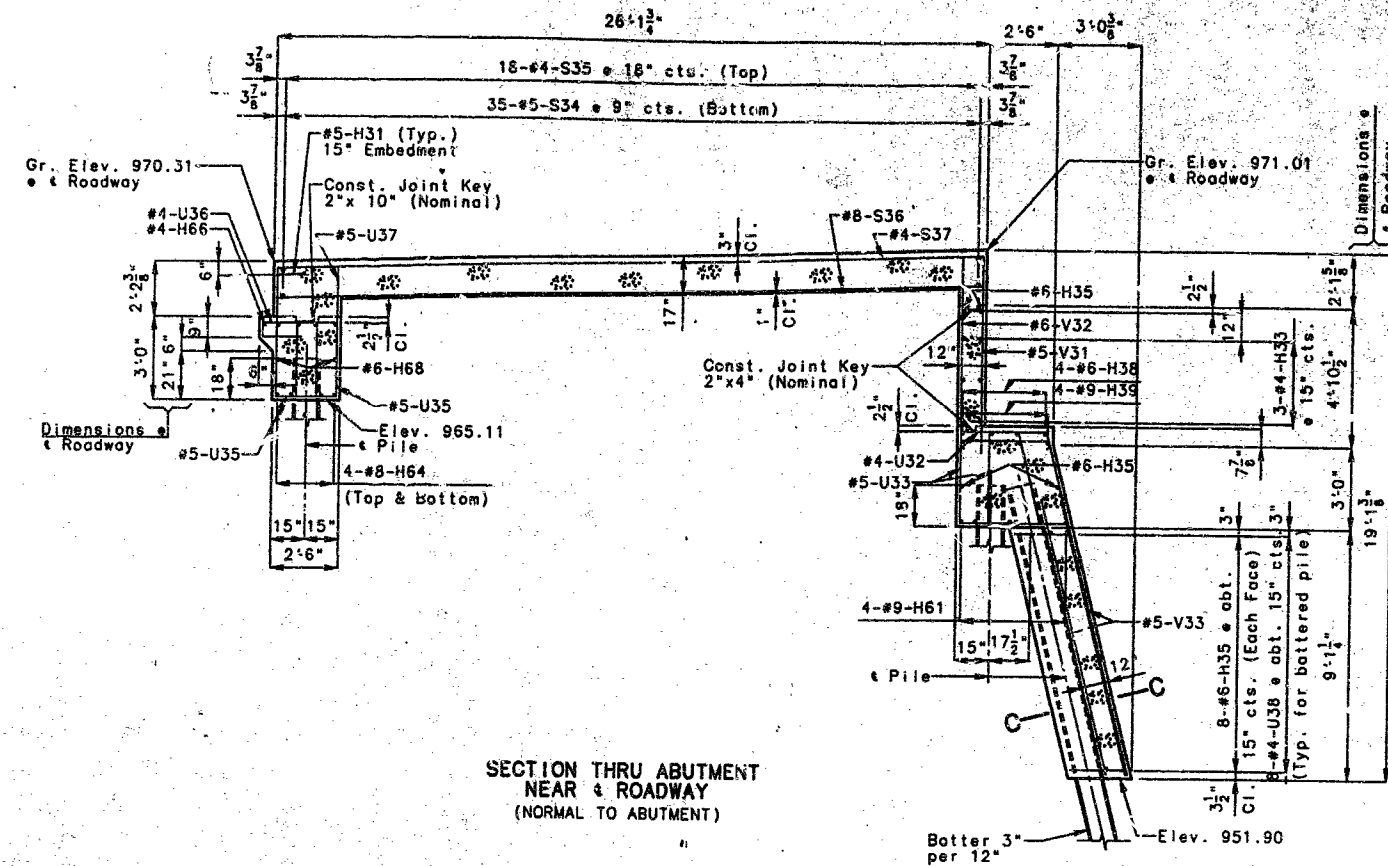 26'-1 3/4"
2'-6"
3'-0 3/8"
3 7/8"
18-#4-S35 @ 18" cts. (Top)
3 7/8"
3 7/8"
35-#5-S34 @ 9" cts. (Bottom)
3 7/8"
#5-H31 (Typ.)
15" Embedment
Gr. Elev. 970.31
@ ℄ Roadway
Const. Joint Key
2"x 10" (Nominal)
Gr. Elev. 971.01
@ ℄ Roadway
Dimensions @
℄ Roadway
#4-U36
#4-H66
#5-U37
#8-S36
#4-S37
3"
Cl.
6"
2'-2 3/8"
17"
1"
Cl.
#6-H35
2 1/2"
2'-1 5/8"
#6-V32
12"
9"
3'-0"
21"
6"
18"
2 1/2"
Cl.
#6-H68
Const. Joint Key
2"x4" (Nominal)
12"
#5-V31
4-#6-H38
4-#9-H39
3-#4-H33
@ 15" cts.
4'-10 1/2"
#5-U35
Elev. 965.11
℄ Pile
Dimensions @
℄ Roadway
#5-U35
2 1/2"
Cl.
#4-U32
#6-H35
7 7/8"
4-#8-H64
(Top & Bottom)
#5-U33
18"
3'-0"
19'-1 3/8"
15"
15"
2'-6"
3"
3"
4-#9-H61
15"
17 1/2"
#5-V33
℄ Pile
12"
C
C
8-#6-H35 @ abt.
15" cts. (Each Face)
8-#4-U38 @ abt. 15" cts.
(Typ. for battered pile)
9'-1 1/4"
SECTION THRU ABUTMENT
NEAR ℄ ROADWAY
(NORMAL TO ABUTMENT)
3 1/2"
Cl.
Batter 3"
per 12"
Elev. 951.90